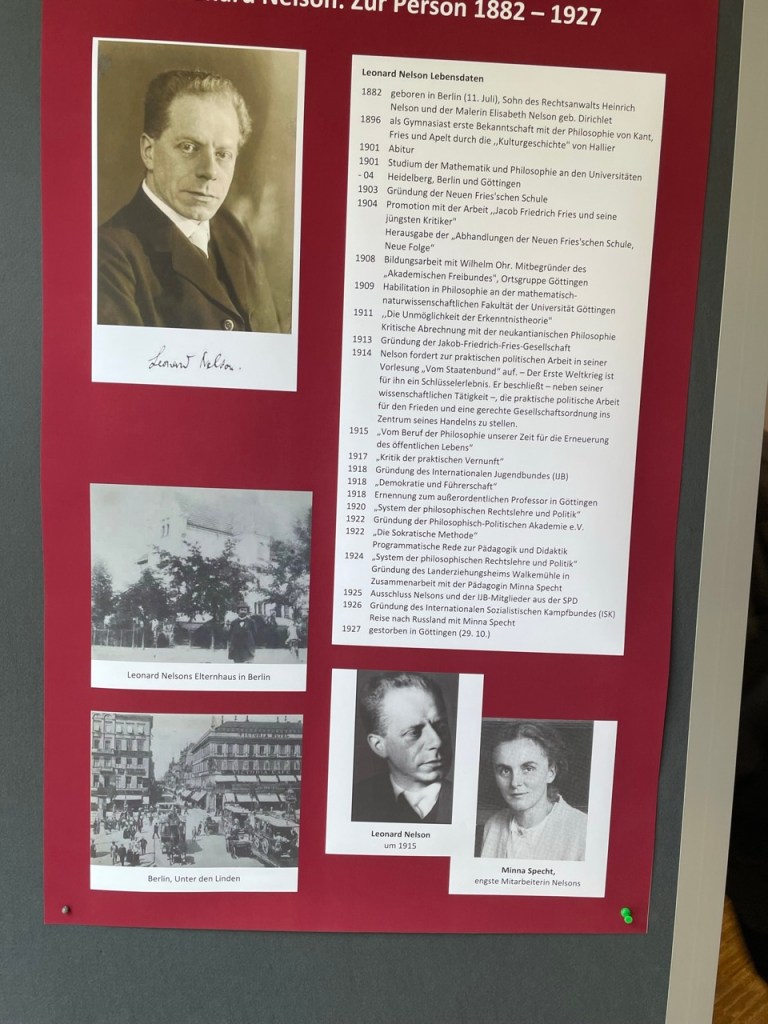 Leonard Nelson: Zur Person 1882 – 1927
Leonard Nelson Lebensdaten
1882 geboren in Berlin (11. Juli), Sohn des Rechtsanwalts Heinrich
Nelson und der Malerin Elisabeth Nelson geb. Dirichlet
1896 als Gymnasiast erste Bekanntschaft mit der Philosophie von Kant,
Fries und Apelt durch die ,,Kulturgeschichte" von Hallier
1901 Abitur
1901 Studium der Mathematik und Philosophie an den Universitäten
- 04 Heidelberg, Berlin und Göttingen
1903 Gründung der Neuen Fries'schen Schule
1904 Promotion mit der Arbeit ,,Jacob Friedrich Fries und seine
jüngsten Kritiker"
Herausgabe der „Abhandlungen der Neuen Fries'schen Schule,
Neue Folge“
1908 Bildungsarbeit mit Wilhelm Ohr. Mitbegründer des
„Akademischen Freibundes", Ortsgruppe Göttingen
1909 Habilitation in Philosophie an der mathematisch-
naturwissenschaftlichen Fakultät der Universität Göttingen
1911 ,,Die Unmöglichkeit der Erkenntnistheorie"
Kritische Abrechnung mit der neukantianischen Philosophie
1913 Gründung der Jakob-Friedrich-Fries-Gesellschaft
1914 Nelson fordert zur praktischen politischen Arbeit in seiner
Vorlesung „Vom Staatenbund" auf. – Der Erste Weltkrieg ist
für ihn ein Schlüsselerlebnis. Er beschließt – neben seiner
wissenschaftlichen Tätigkeit –, die praktische politische Arbeit
für den Frieden und eine gerechte Gesellschaftsordnung ins
Zentrum seines Handelns zu stellen.
1915 „Vom Beruf der Philosophie unserer Zeit für die Erneuerung
des öffentlichen Lebens“
1917 „Kritik der praktischen Vernunft“
1918 Gründung des Internationalen Jugendbundes (IJB)
1918 „Demokratie und Führerschaft“
1918 Ernennung zum außerordentlichen Professor in Göttingen
1920 „System der philosophischen Rechtslehre und Politik“
1922 Gründung der Philosophisch-Politischen Akademie e.V.
1922 „Die Sokratische Methode“
Programmatische Rede zur Pädagogik und Didaktik
1924 „System der philosophischen Rechtslehre und Politik“
Gründung des Landerziehungsheims Walkemühle in
Zusammenarbeit mit der Pädagogin Minna Specht
1925 Ausschluss Nelsons und der IJB-Mitglieder aus der SPD
1926 Gründung des Internationalen Sozialistischen Kampfbundes (ISK)
Reise nach Russland mit Minna Specht
1927 gestorben in Göttingen (29. 10.)
Leonard Nelson.
Leonard Nelsons Elternhaus in Berlin
Berlin, Unter den Linden
Leonard Nelson
um 1915
Minna Specht,
engste Mitarbeiterin Nelsons